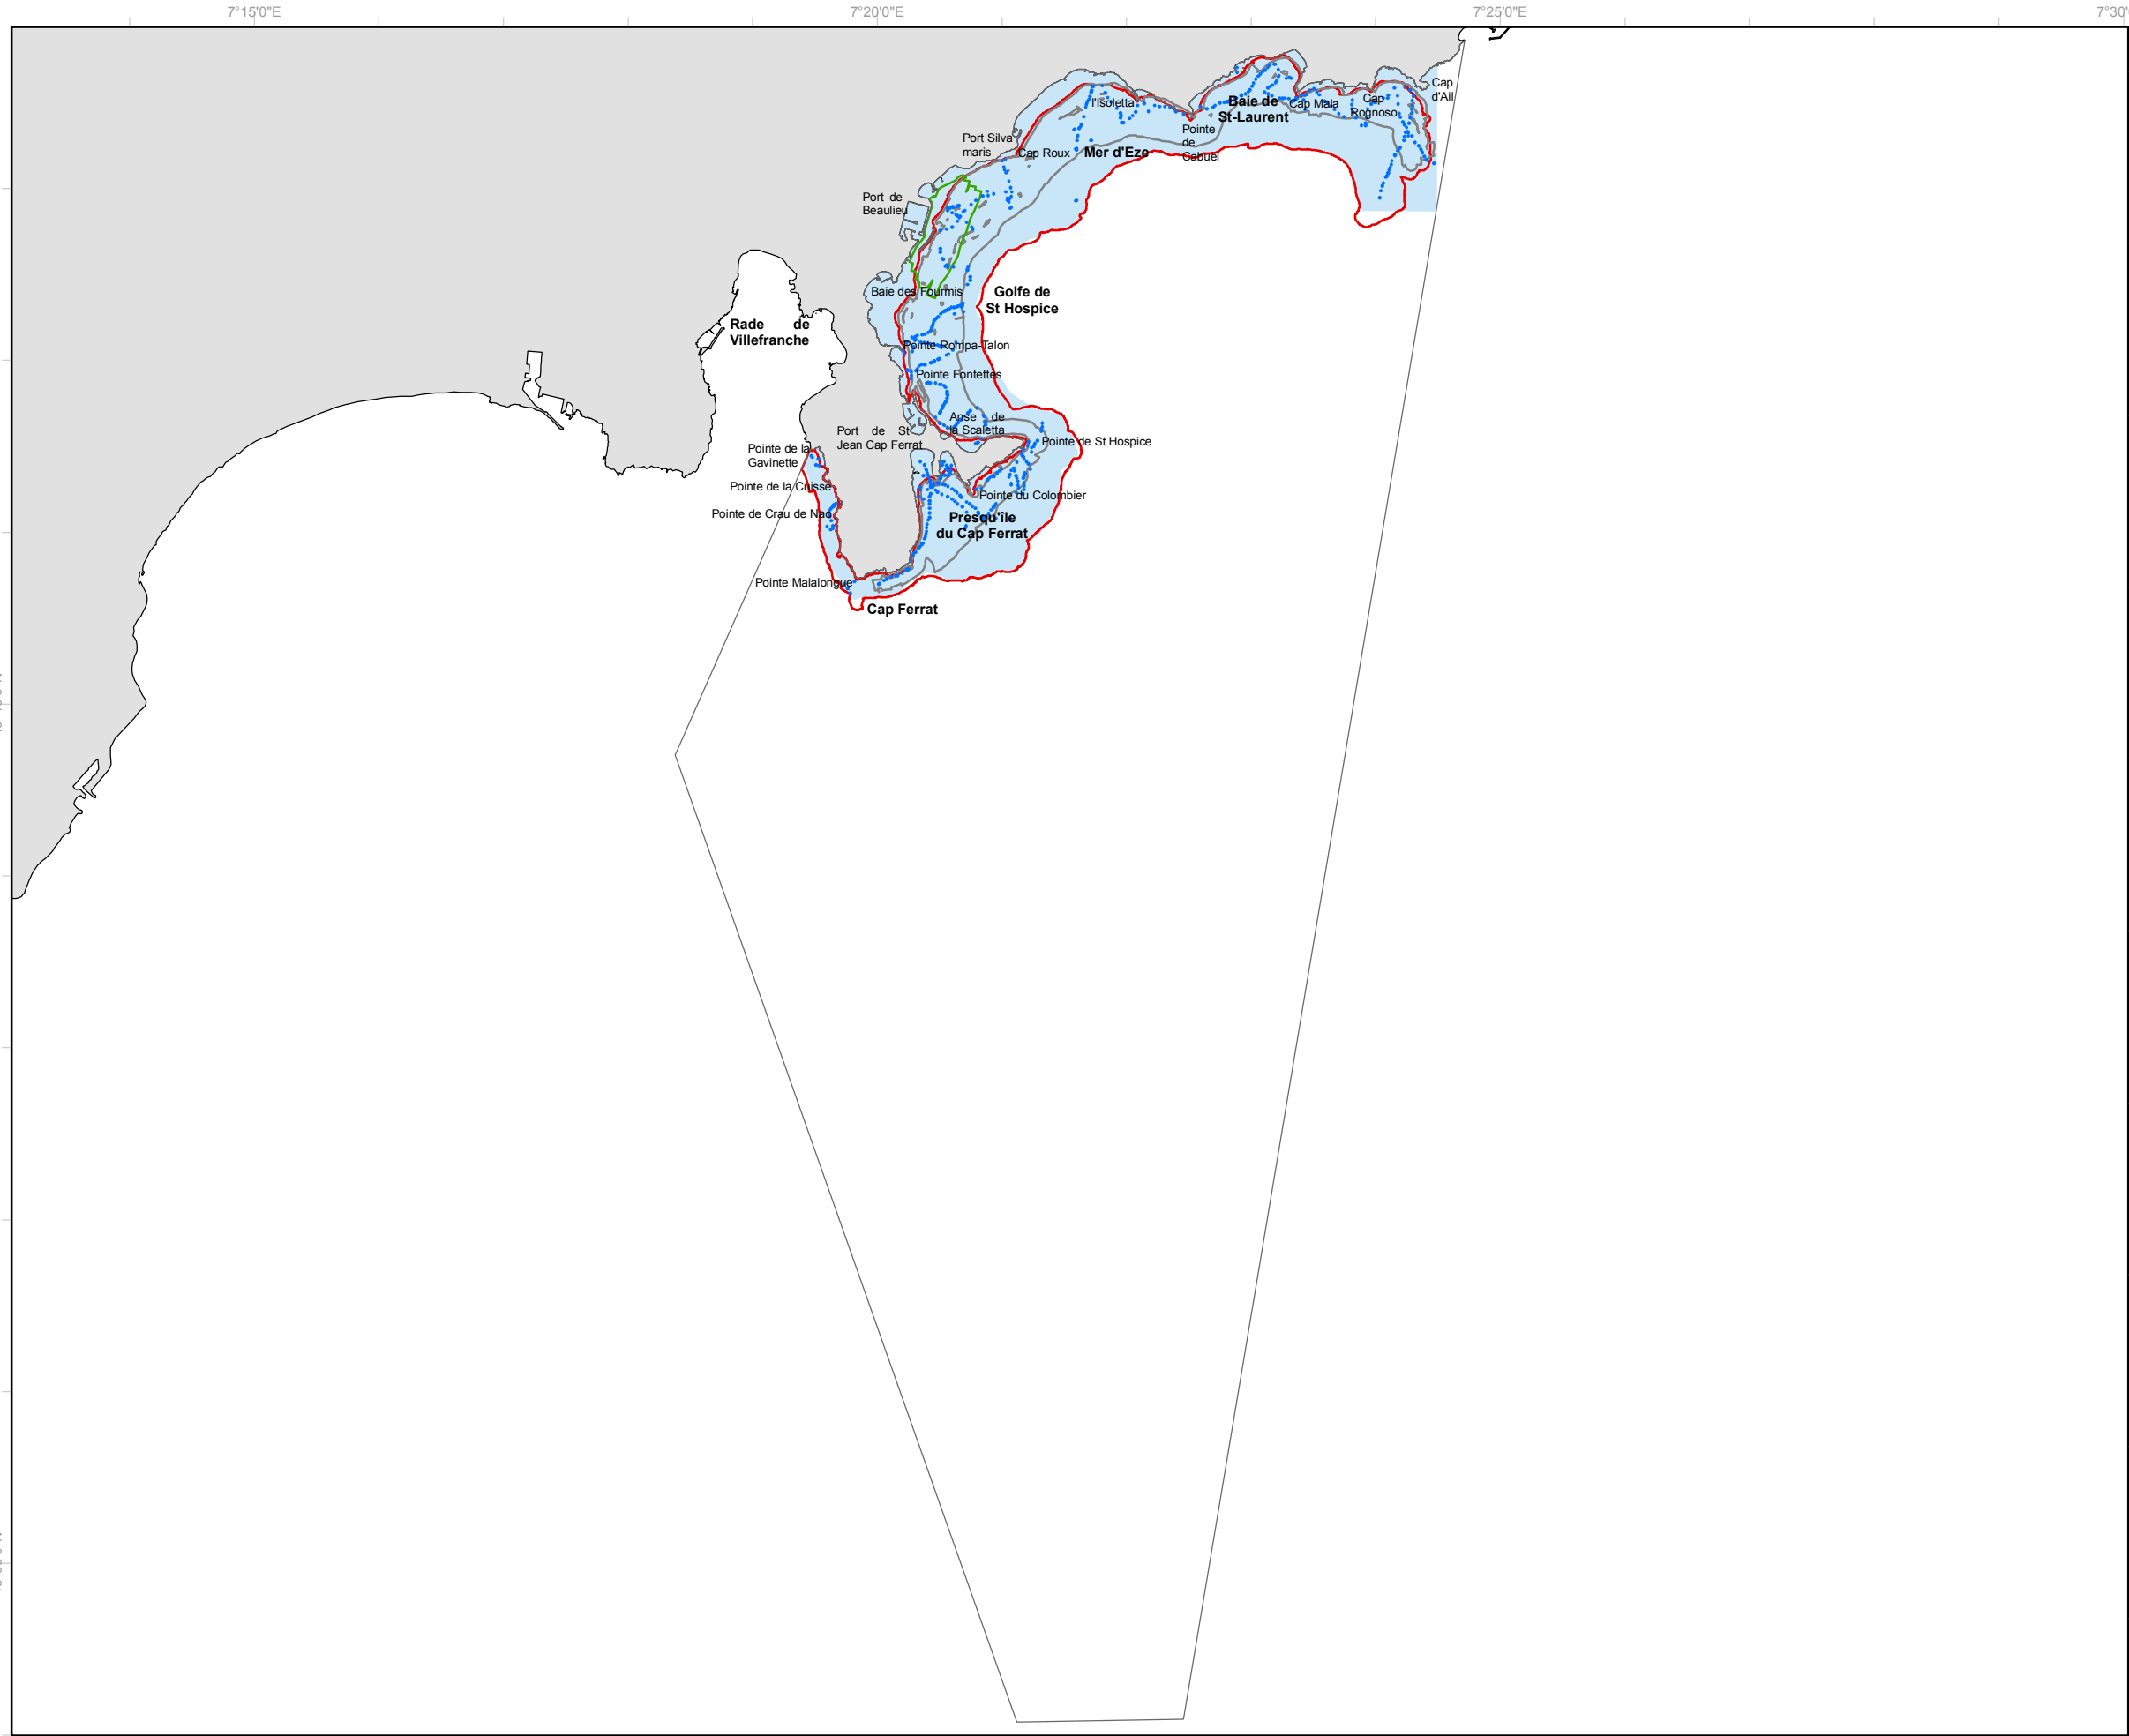 7°15'0"E
7°20'0"E
7°25'0"E
Cap
d'Ail
l'Isoletta
Baie de
St-Laurent
Cap Mala
Cap
Rognoso
Port Silva
maris
Cap Roux
Mer d'Eze
Pointe
de
Cabuel
Port de
Beaulieu
Baie des Fourmis
Golfe de
St Hospice
Rade de
Villefranche
Pointe Rompa-Talon
Pointe Fontettes
Anse de
la Scaletta
Port de St
Jean Cap Ferrat
Pointe de St Hospice
Pointe de la
Gavinette
Pointe de la Cuisse
Pointe du Colombier
Pointe de Crau de Nao
Presqu'île
du Cap Ferrat
Pointe Malalongue
Cap Ferrat